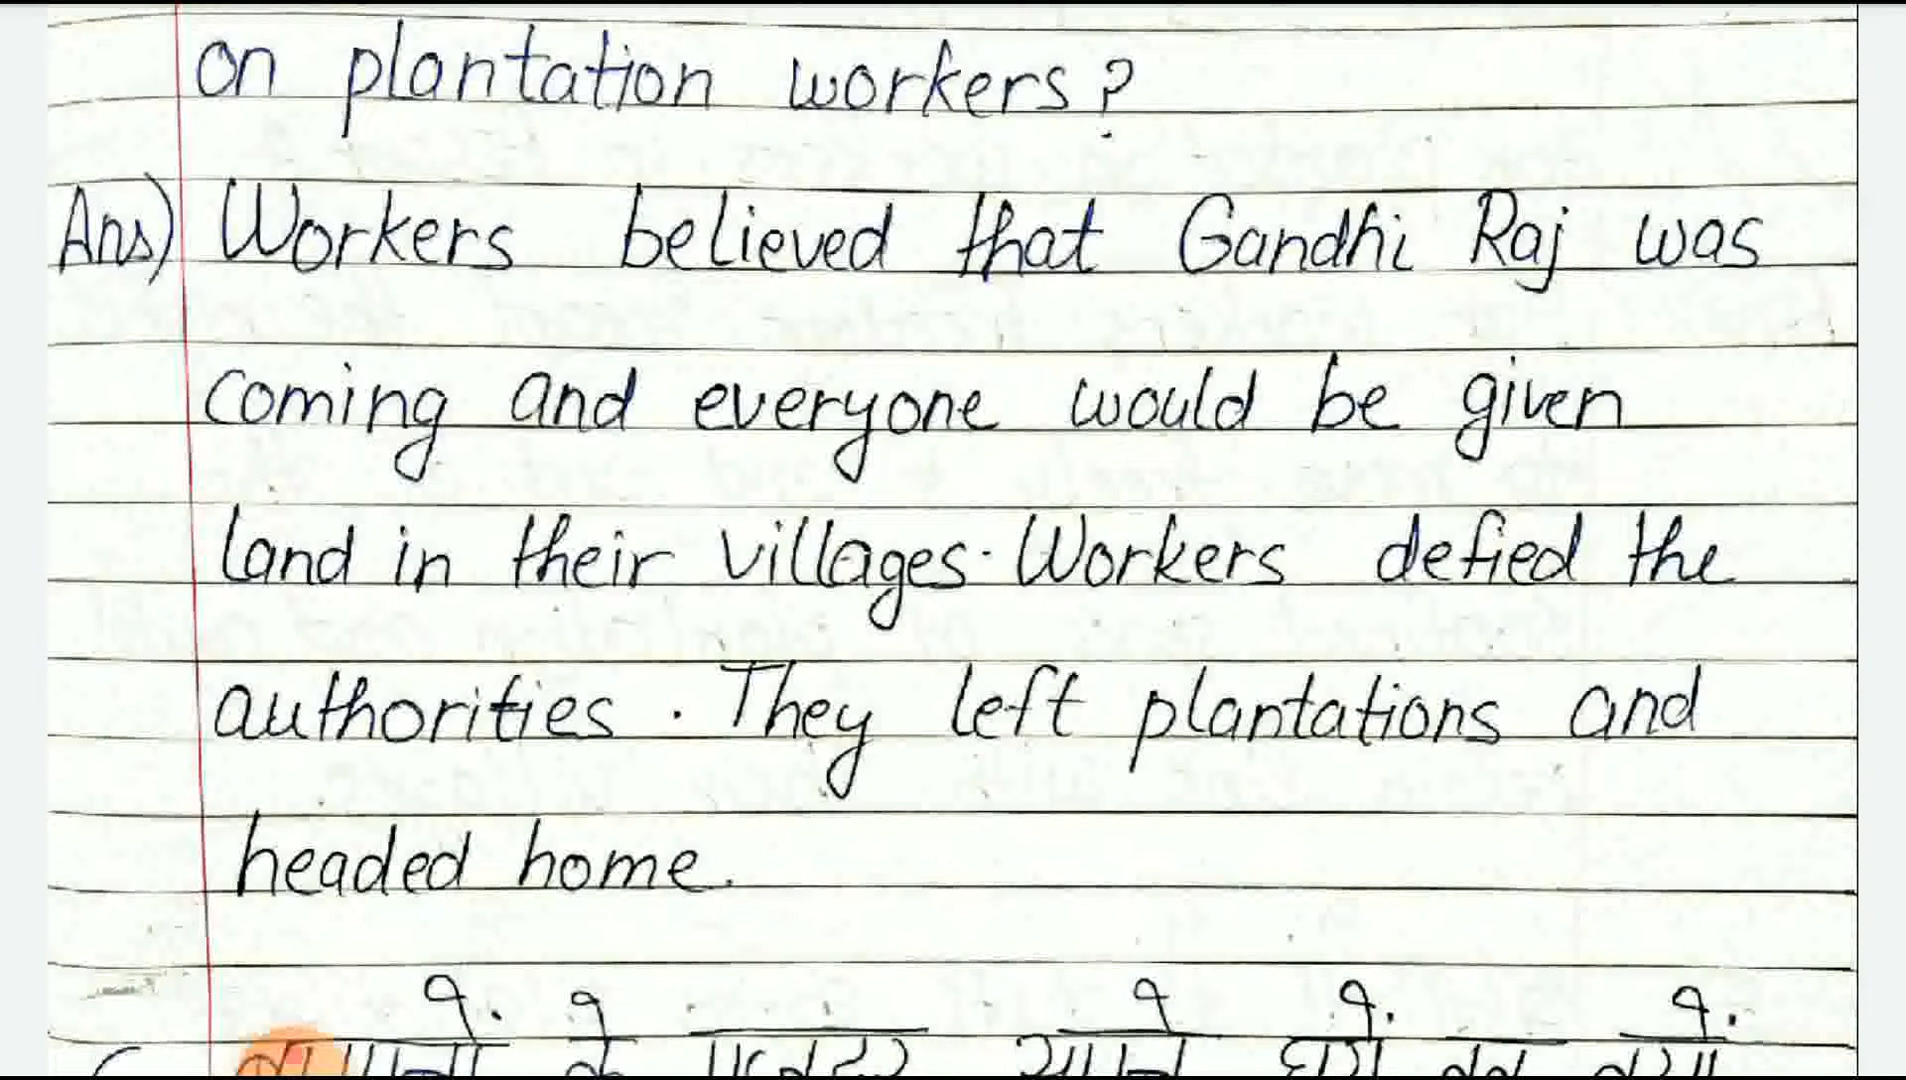 on plantation workers?
Ans) Workers believed that Gandhi Raj was
coming and everyone would be given
land in their villages. Workers defied the
authorities. They left plantations and
headed home.